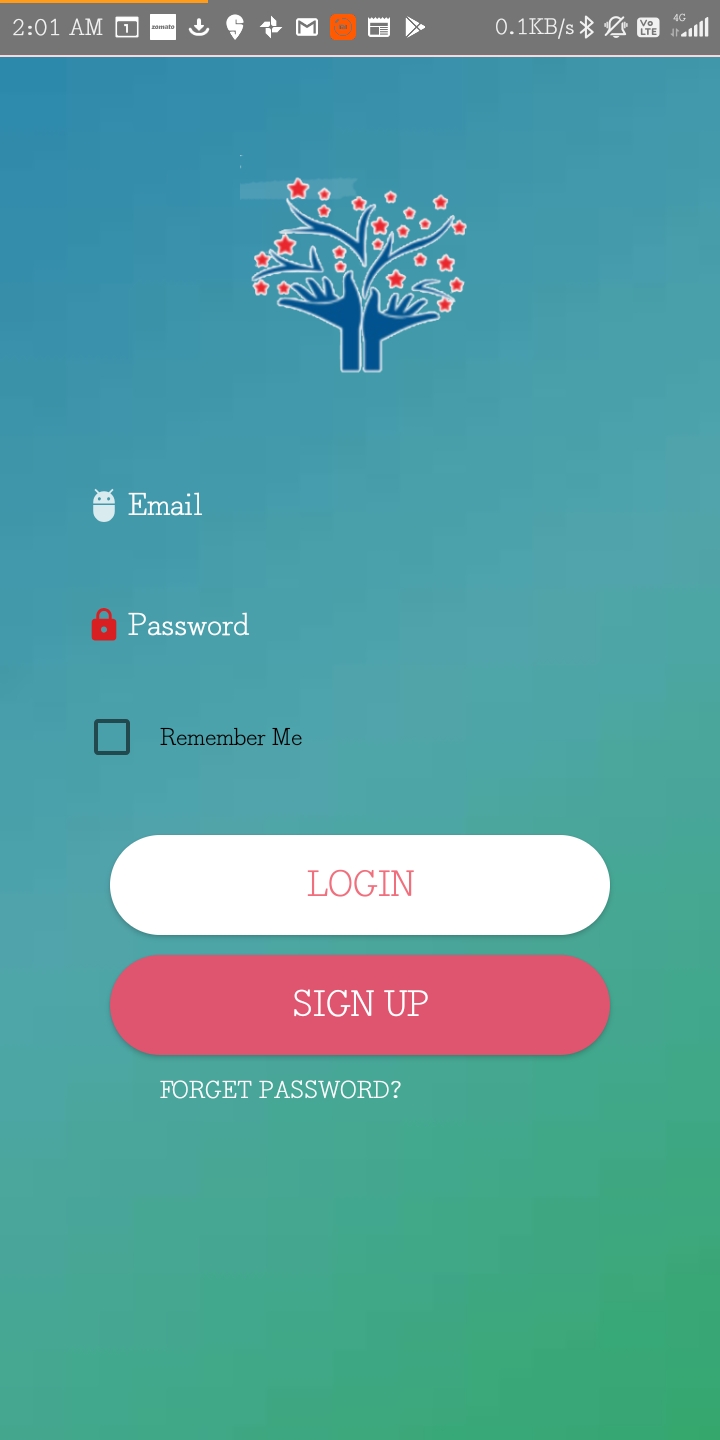 2:01 AM 1 zomato 0.1KB/s Vo LTE 4G
Email
Password
Remember Me
LOGIN
SIGN UP
FORGET PASSWORD?